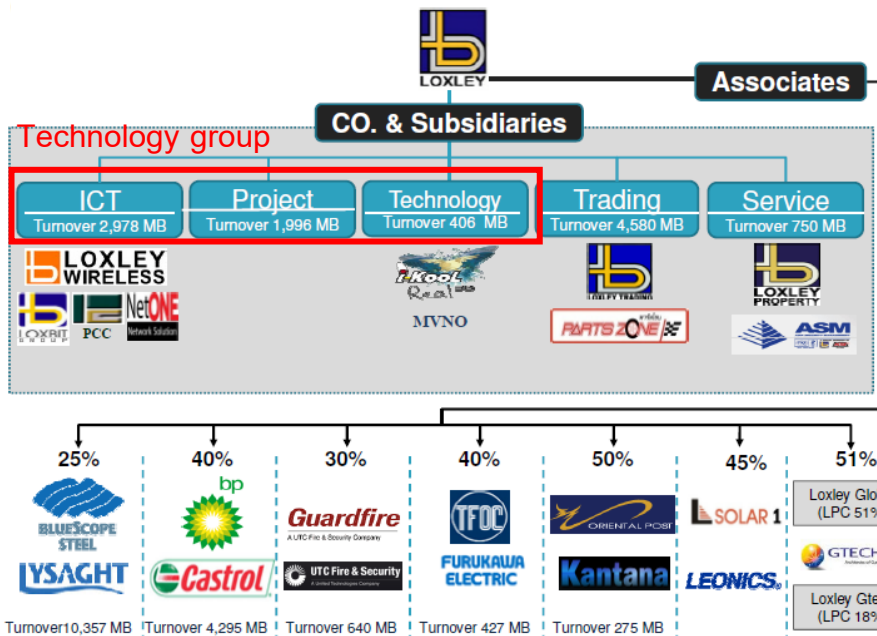 LOXLEY
Associates
CO. & Subsidiaries
Technology group
ICT
Turnover 2,978 MB
Project
Turnover 1,996 MB
Technology
Turnover 406 MB
Trading
Turnover 4,580 MB
Service
Turnover 750 MB
LOXLEY
WIRELESS
LOXBIT
GROUP
PCC
NetONE
Network Solution
i-KooL
Real
MVNO
LOXLEY TRADING
PARTS ZONE
LOXLEY
PROPERTY
ASM
25%
40%
30%
40%
50%
45%
51%
BLUESCOPE
STEEL
LYSAGHT
bp
Castrol
Guardfire
A UTC Fire & Security Company
UTC Fire & Security
A United Technologies Company
TFOC
FURUKAWA
ELECTRIC
ORIENTAL POST
Kantana
SOLAR 1
LEONICS
Loxley Glo
(LPC 51%
GTECH
Loxley Gte
(LPC 18%
Turnover10,357 MB
Turnover 4,295 MB
Turnover 640 MB
Turnover 427 MB
Turnover 275 MB